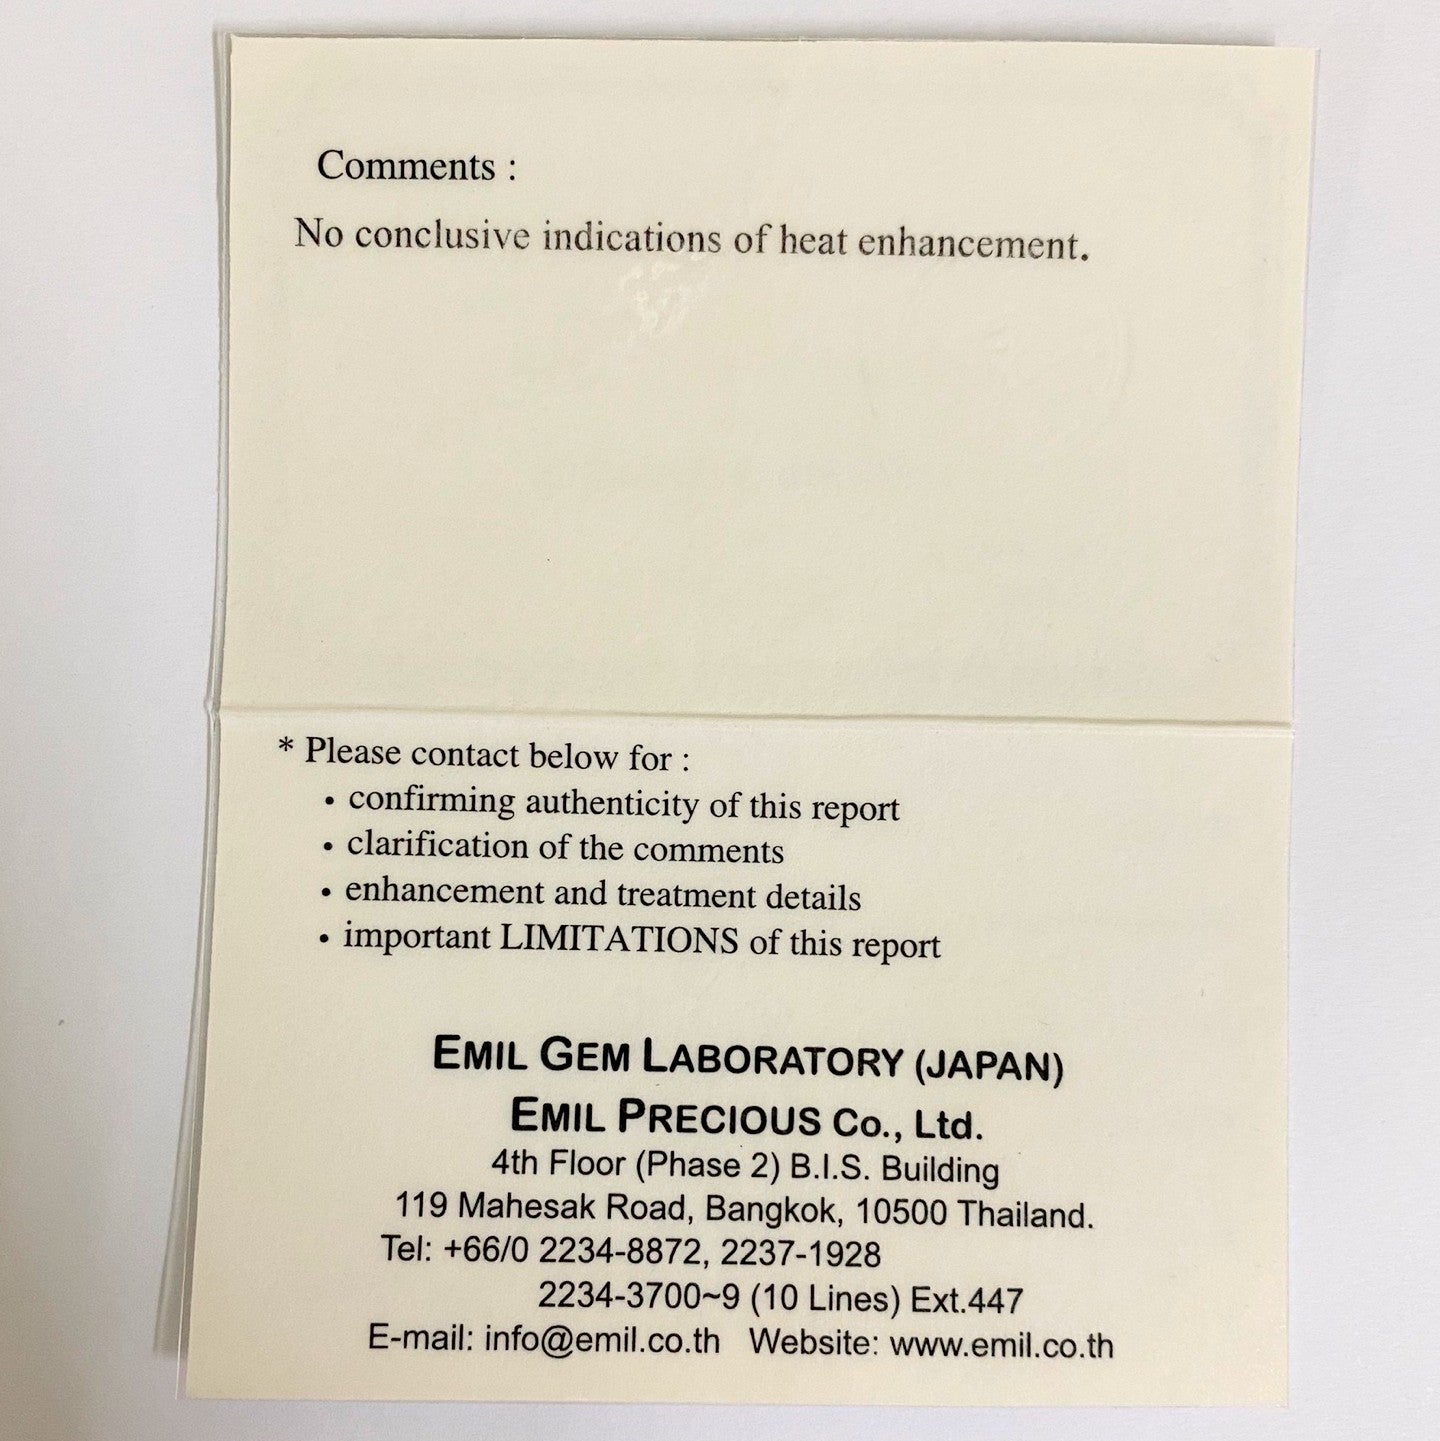 Comments :
No conclusive indications of heat enhancement.
* Please contact below for :
• confirming authenticity of this report
• clarification of the comments
• enhancement and treatment details
• important LIMITATIONS of this report
EMIL GEM LABORATORY (JAPAN)
EMIL PRECIOUS Co., Ltd.
4th Floor (Phase 2) B.I.S. Building
119 Mahesak Road, Bangkok, 10500 Thailand.
Tel: +66/0 2234-8872, 2237-1928
2234-3700~9 (10 Lines) Ext.447
E-mail: info@emil.co.th Website: www.emil.co.th